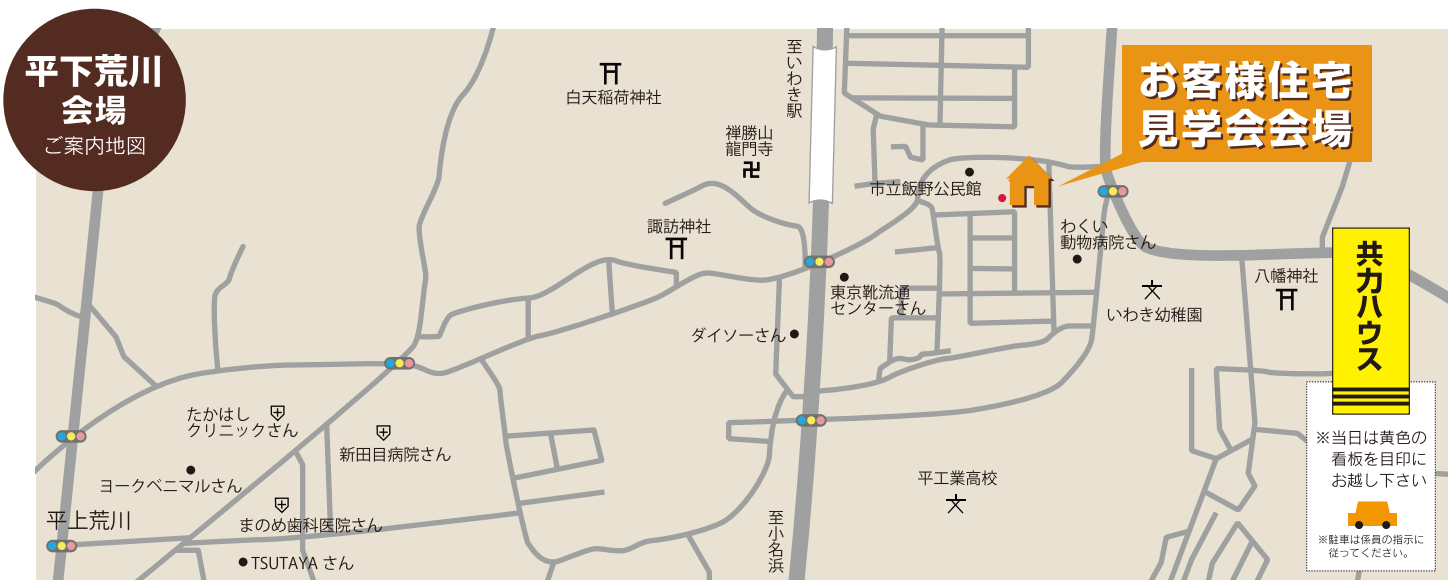 平下荒川
会場
ご案内地図
お客様住宅
見学会会場
至いわき駅
白天稲荷神社
禅勝山
龍門寺
諏訪神社
市立飯野公民館
わくい
動物病院さん
八幡神社
いわき幼稚園
東京靴流通
センターさん
ダイソーさん
たかはし
クリニックさん
新田目病院さん
ヨークベニマルさん
平上荒川
まのめ歯科医院さん
TSUTAYA さん
平工業高校
至小名浜
共力ハウス
※当日は黄色の
看板を目印に
お越し下さい
※駐車は係員の指示に
従ってください。